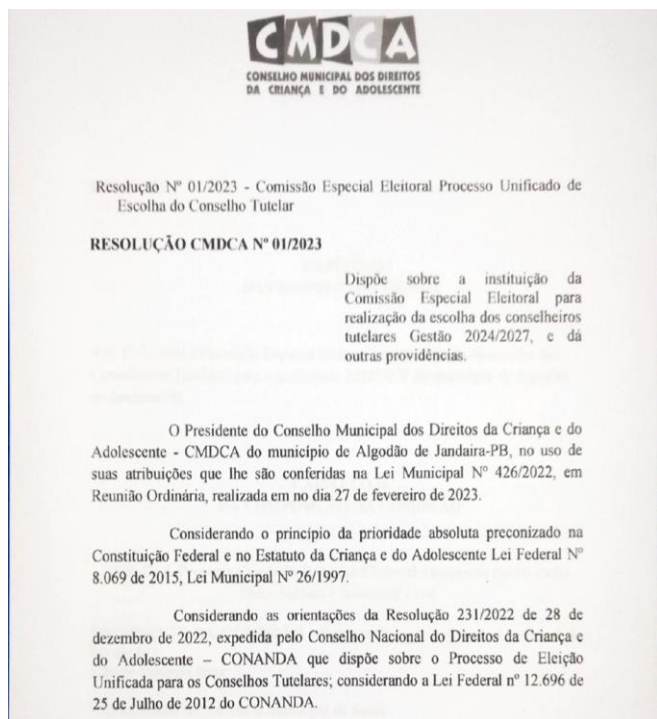 CMDCA
CONSELHO MUNICIPAL DOS DIREITOS
DA CRIANÇA E DO ADOLESCENTE
Resolução Nº 01/2023 - Comissão Especial Eleitoral Processo Unificado de
Escolha do Conselho Tutelar
RESOLUÇÃO CMDCA Nº 01/2023
Dispõe sobre a instituição da
Comissão Especial Eleitoral para
realização da escolha dos conselheiros
tutelares Gestão 2024/2027, e dá
outras providências.
O Presidente do Conselho Municipal dos Direitos da Criança e do
Adolescente - CMDCA do município de Algodão de Jandaira-PB, no uso de
suas atribuições que lhe são conferidas na Lei Municipal Nº 426/2022, em
Reunião Ordinária, realizada em no dia 27 de fevereiro de 2023.
Considerando o princípio da prioridade absoluta preconizado na
Constituição Federal e no Estatuto da Criança e do Adolescente Lei Federal Nº
8.069 de 2015, Lei Municipal Nº 26/1997.
Considerando as orientações da Resolução 231/2022 de 28 de
dezembro de 2022, expedida pelo Conselho Nacional do Direitos da Criança e
do Adolescente – CONANDA que dispõe sobre o Processo de Eleição
Unificada para os Conselhos Tutelares; considerando a Lei Federal nº 12.696 de
25 de Julho de 2012 do CONANDA.